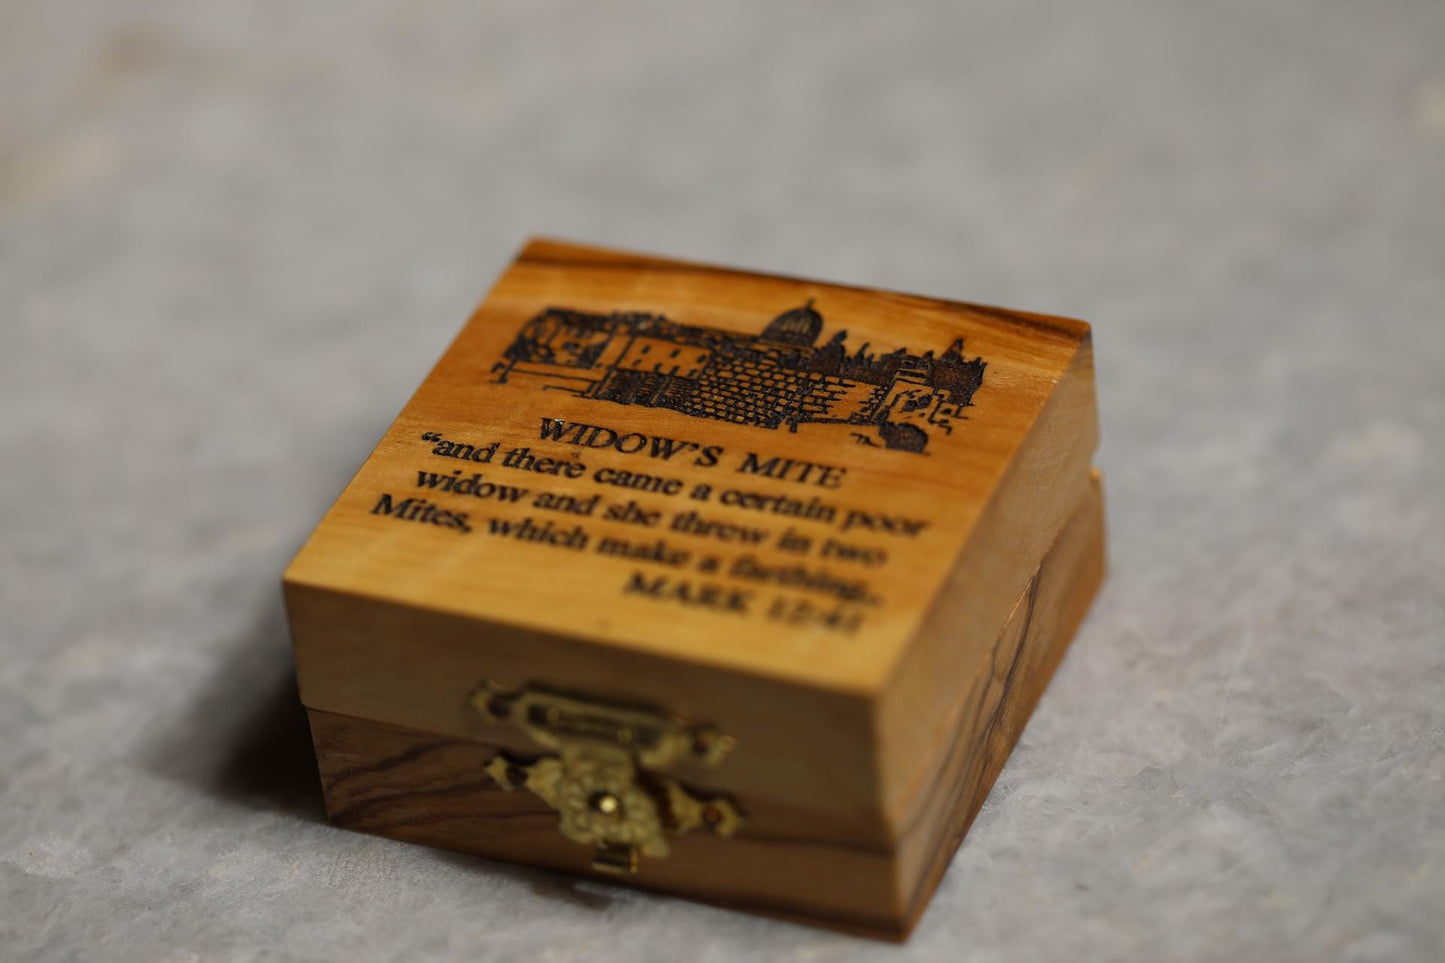 WIDOW'S MITE
“and there came a certain poor
widow and she threw in two
Mites, which make a farthing..
MARK 12:42